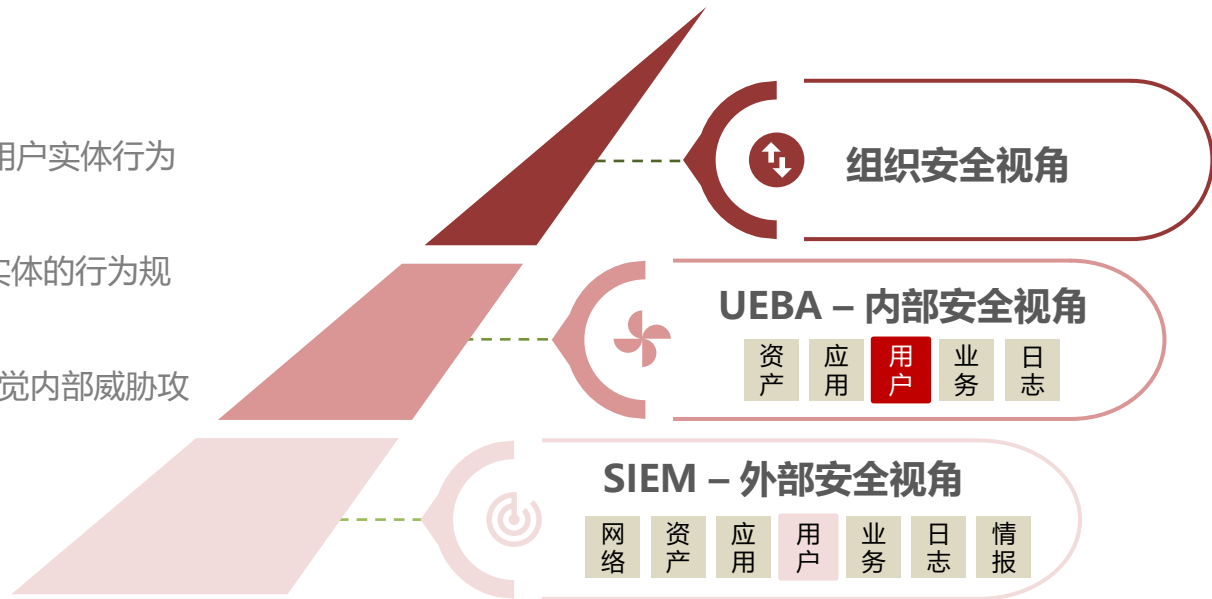 用户实体行为
组织安全视角
实体的行为规
UEBA – 内部安全视角
资产 应用 用户 业务 日志
觉内部威胁攻
SIEM – 外部安全视角
网络 资产 应用 用户 业务 日志 情报